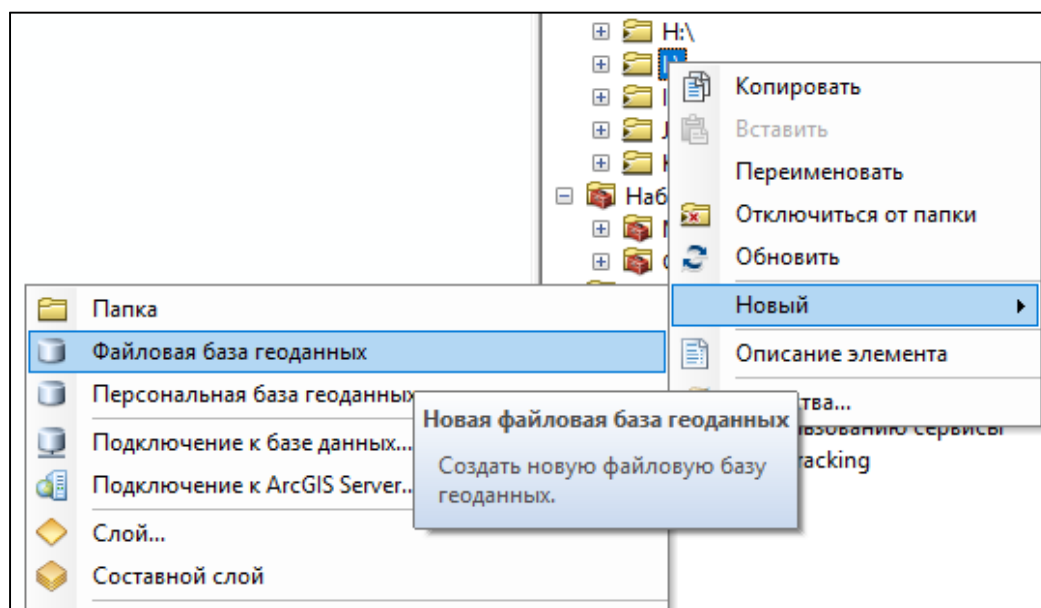 H:\
Копировать
Вставить
Переименовать
Наб
Отключиться от папки
Обновить
Новый
Папка
Файловая база геоданных
Описание элемента
Персональная база геоданных
тва...
Новая файловая база геоданных
Подключение к базе данных...
Создать новую файловую базу
геоданных.
racking
Подключение к ArcGIS Server..
Слой...
Составной слой